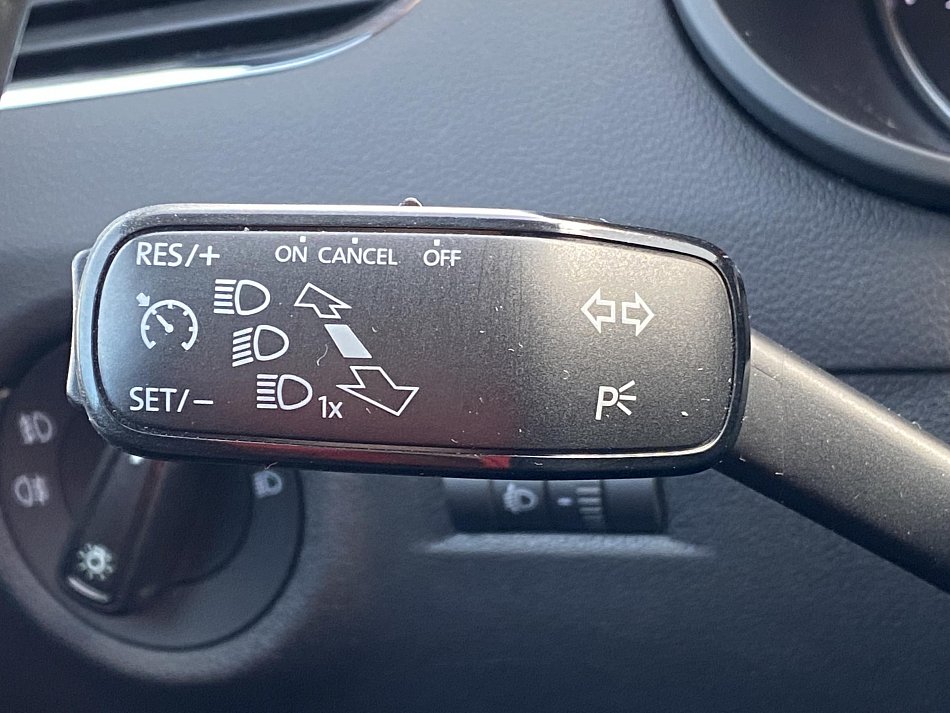 RES/+ ON CANCEL OFF
SET/- 1x P